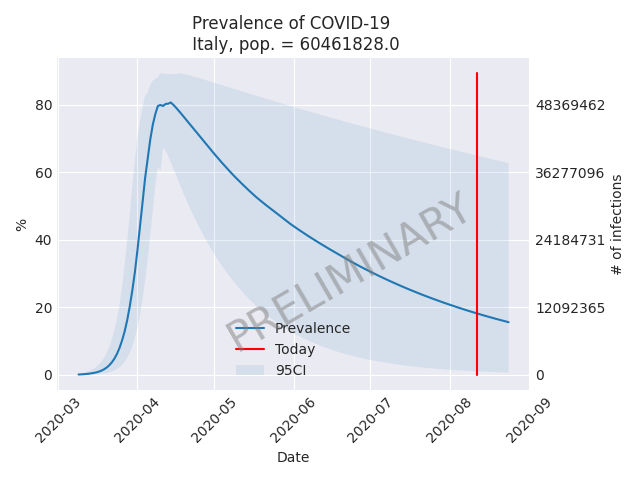 Prevalence of COVID-19
Italy, pop. = 60461828.0
80
60
40
20
0
%
48369462
36277096
24184731
12092365
0
# of infections
PRELIMINARY
Prevalence
Today
95CI
2020-03
2020-04
2020-05
2020-06
2020-07
2020-08
2020-09
Date